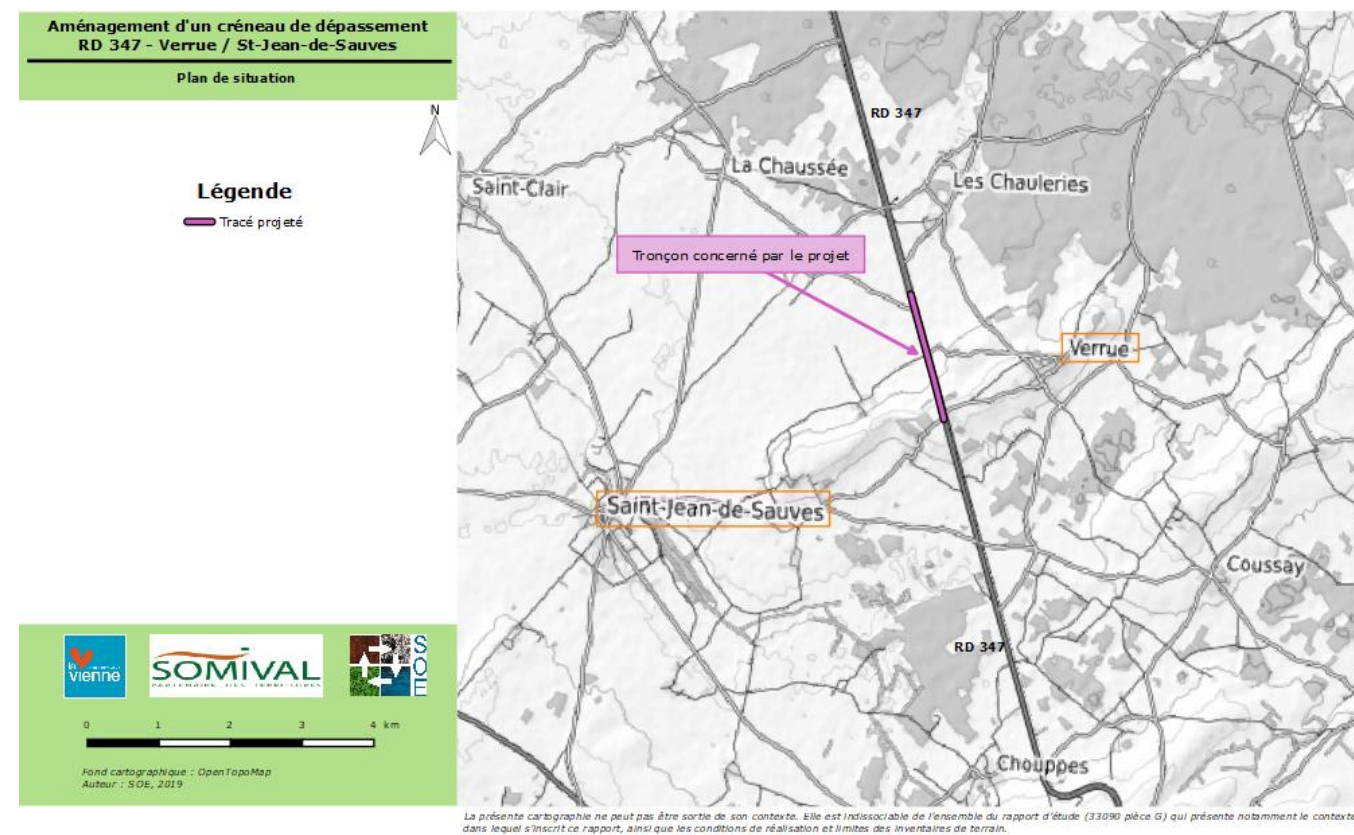 Aménagement d'un créneau de dépassement
RD 347 - Verrue / St-Jean-de-Sauves
Plan de situation
N
Légende
Tracé projeté
RD 347
La Chaussée
Saint-Clair
Les Chauleries
Tronçon concerné par le projet
Verrue
Saint-Jean-de-Sauves
Coussay
RD 347
Chouppes
la
vienne
SOMIVAL
PARTENAIRE DES TERRITOIRES
SOE
0 1 2 3 4 km
Fond cartographique : OpenTopoMap
Auteur : SOE, 2019
La présente cartographie ne peut pas être sortie de son contexte. Elle est indissociable de l'ensemble du rapport d'étude (33090 pièce G) qui présente notamment le contexte
dans lequel s'inscrit ce rapport, ainsi que les conditions de réalisation et limites des inventaires de terrain.